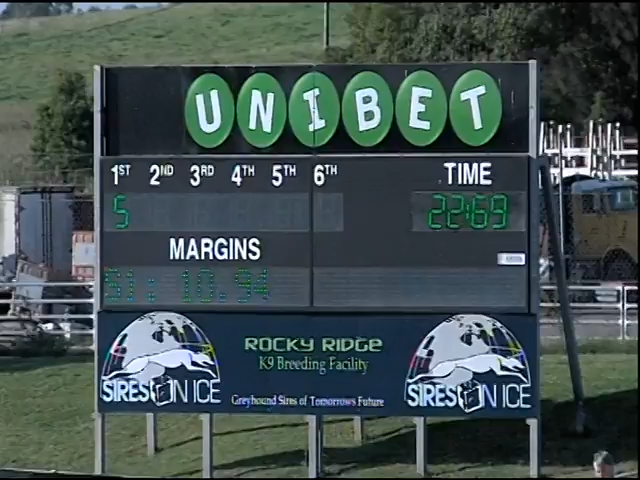 UNIBET
1ST 2ND 3RD 4TH 5TH 6TH TIME
5 22:69
MARGINS
S1: 10.94
ROCKY RIDGE
K9 Breeding Facility
SIRES ON ICE
Greyhound Sires of Tomorrows Future
SIRES ON ICE